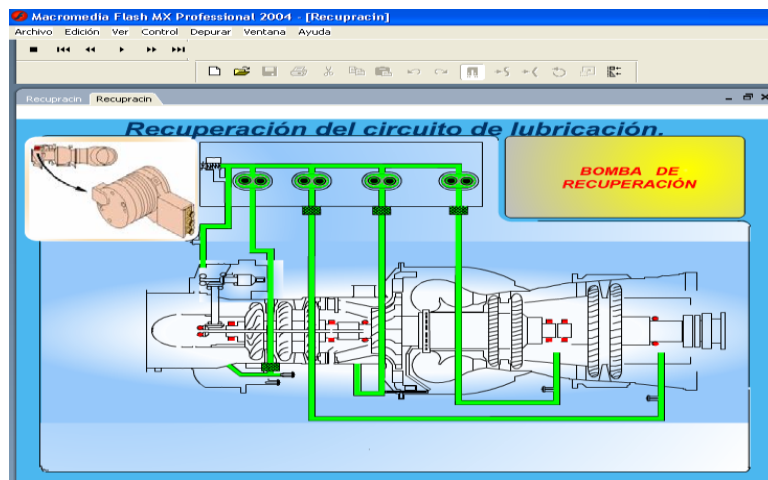 Macromedia Flash MX Professional 2004 - [Recupracin]
Archivo Edición Ver Control Depurar Ventana Ayuda
Recupracin Recupracin
Recuperación del circuito de lubricación.
BOMBA DE
RECUPERACIÓN